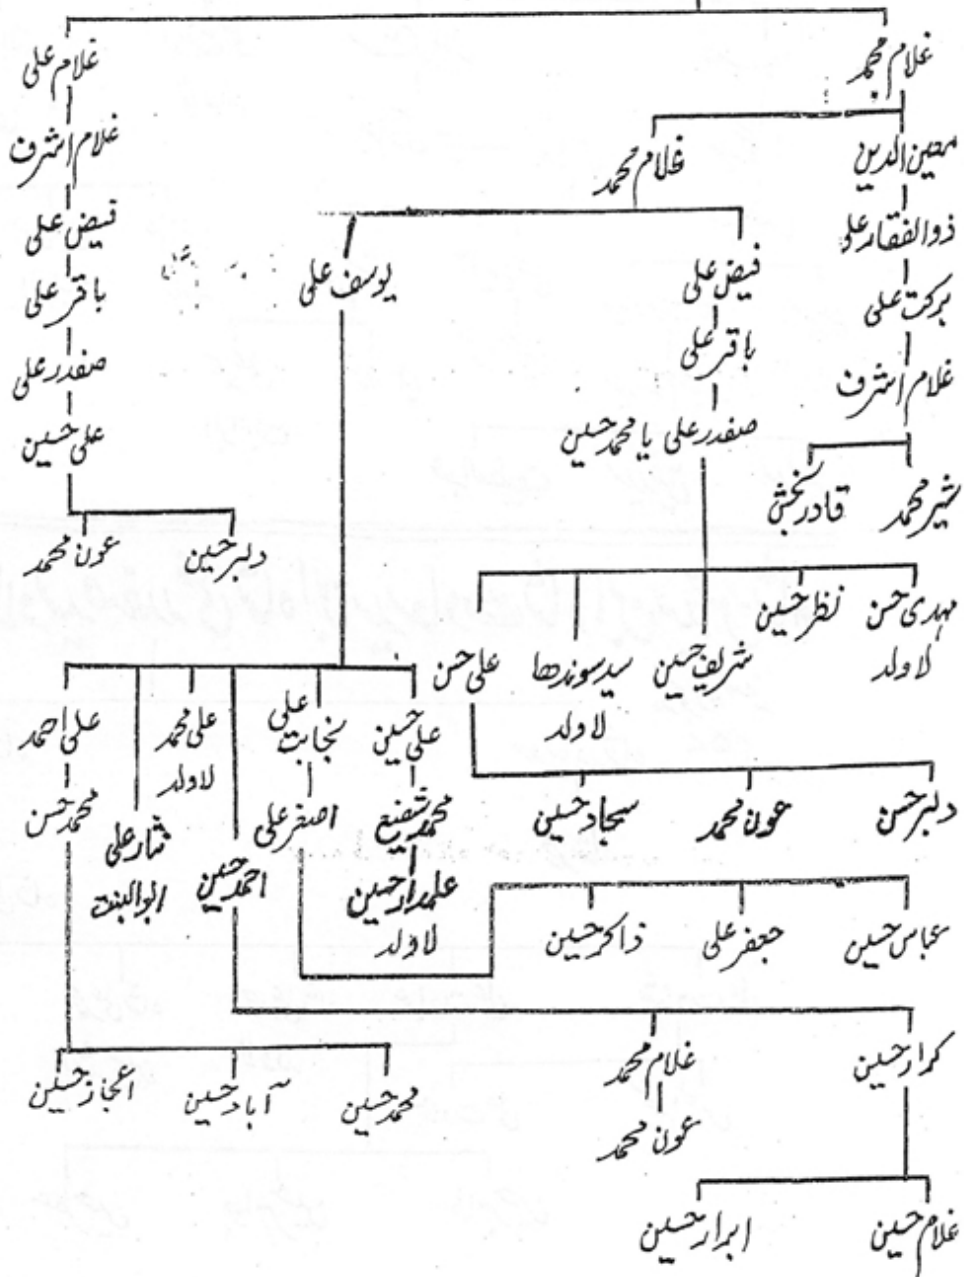 غلام محمد
غلام علی
معین الدین
غلام محمد
غلام اشرف
ذوالفقار علی
فیض علی
فیض علی
یوسف علی
برکت علی
باقر علی
باقر علی
غلام اشرف
صفدر علی
صفدر علی یا محمد حسین
علی حسین
شیر محمد
قادر بخش
دلبر حسین
عون محمد
مہدی حسن
لاولد
نظر حسین
شریف حسین
سید سوندھا
لاولد
علی حسن
علی حسین
نجابت علی
علی محمد
لاولد
علی احمد
دلبر حسن
عون محمد
سجاد حسین
محمد شفیع
اصغر علی
احمد حسین
نثار علی
ابوالبنت
محمد حسن
علمدار حسین
لاولد
عباس حسین
جعفر علی
ذاکر حسین
کرار حسین
غلام محمد
عون محمد
محمد حسین
آباد حسین
اعجاز حسین
غلام حسین
ابرار حسین